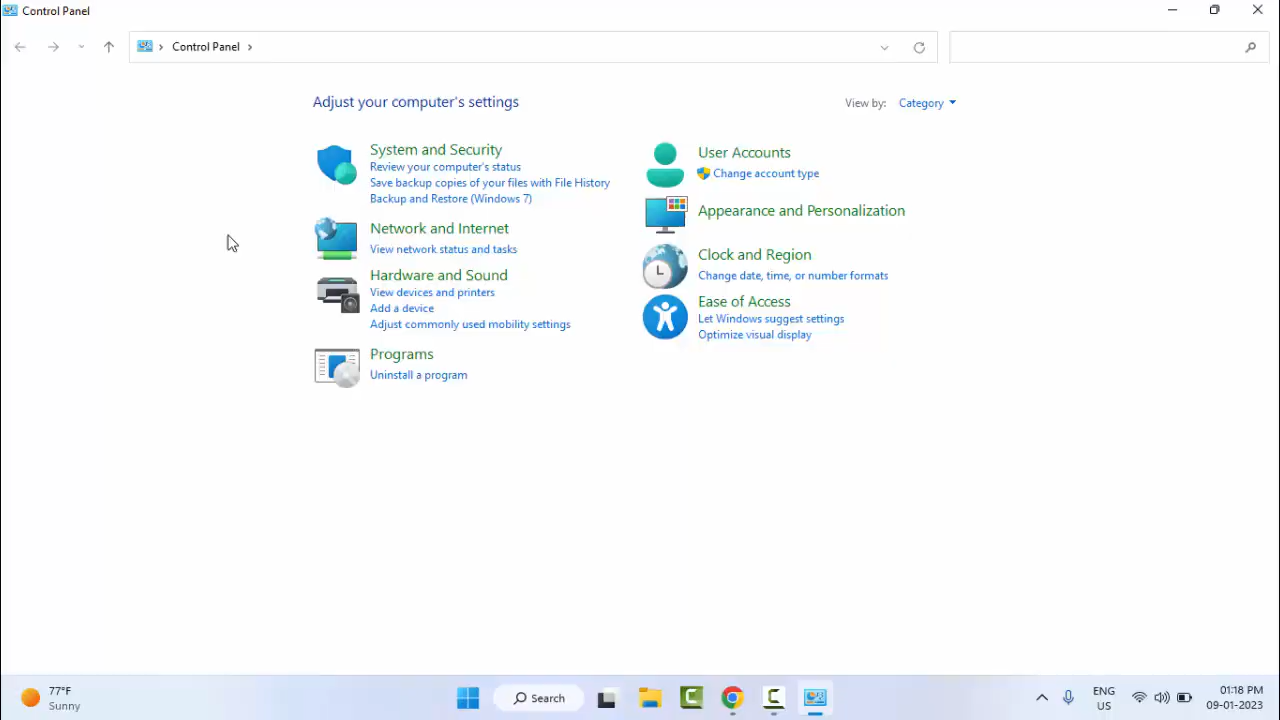 Control Panel
Control Panel
Adjust your computer's settings
View by: Category
System and Security
Review your computer's status
Save backup copies of your files with File History
Backup and Restore (Windows 7)
Network and Internet
View network status and tasks
Hardware and Sound
View devices and printers
Add a device
Adjust commonly used mobility settings
Programs
Uninstall a program
User Accounts
Change account type
Appearance and Personalization
Clock and Region
Change date, time, or number formats
Ease of Access
Let Windows suggest settings
Optimize visual display
77°F
Sunny
Search
ENG
US
01:18 PM
09-01-2023